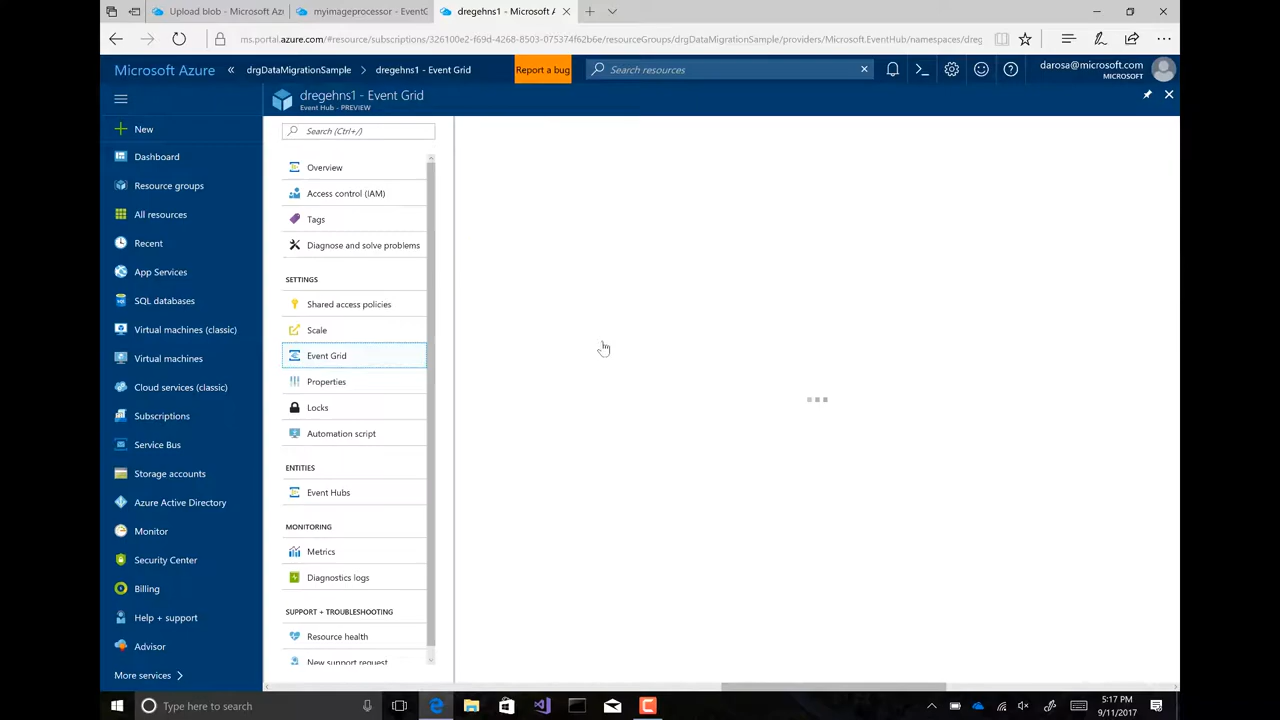 Upload blob - Microsoft Az
myimageprocessor - EventG
dregehns1 - Microsoft A
ms.portal.azure.com/#resource/subscriptions/326100e2-f69d-4268-8503-075374f62b6e/resourceGroups/drgDataMigrationSample/providers/Microsoft.EventHub/namespaces/dreg
Microsoft Azure
drgDataMigrationSample
dregehns1 - Event Grid
Report a bug
Search resources
darosa@microsoft.com
MICROSOFT
dregehns1 - Event Grid
Event Hub - PREVIEW
New
Dashboard
Resource groups
All resources
Recent
App Services
SQL databases
Virtual machines (classic)
Virtual machines
Cloud services (classic)
Subscriptions
Service Bus
Storage accounts
Azure Active Directory
Monitor
Security Center
Billing
Help + support
Advisor
More services
Search (Ctrl+/)
Overview
Access control (IAM)
Tags
Diagnose and solve problems
SETTINGS
Shared access policies
Scale
Event Grid
Properties
Locks
Automation script
ENTITIES
Event Hubs
MONITORING
Metrics
Diagnostics logs
SUPPORT + TROUBLESHOOTING
Resource health
New support request
Type here to search
5:17 PM
9/11/2017